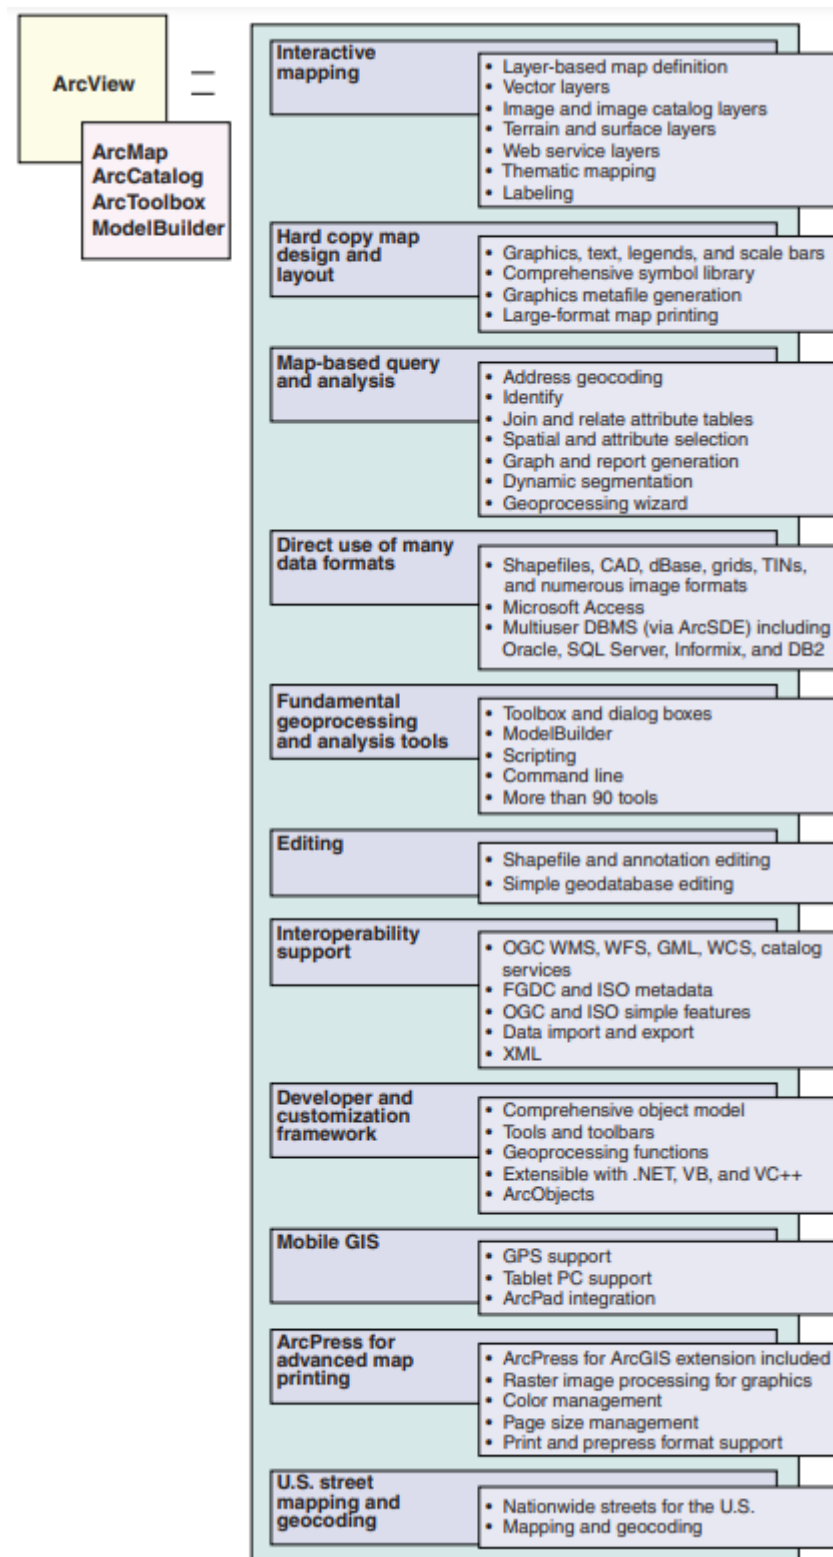 ArcView
ArcMap
ArcCatalog
ArcToolbox
ModelBuilder
=
Interactive
mapping
• Layer-based map definition
• Vector layers
• Image and image catalog layers
• Terrain and surface layers
• Web service layers
• Thematic mapping
• Labeling
Hard copy map
design and
layout
• Graphics, text, legends, and scale bars
• Comprehensive symbol library
• Graphics metafile generation
• Large-format map printing
Map-based query
and analysis
• Address geocoding
• Identify
• Join and relate attribute tables
• Spatial and attribute selection
• Graph and report generation
• Dynamic segmentation
• Geoprocessing wizard
Direct use of many
data formats
• Shapefiles, CAD, dBase, grids, TINs,
and numerous image formats
• Microsoft Access
• Multiuser DBMS (via ArcSDE) including
Oracle, SQL Server, Informix, and DB2
Fundamental
geoprocessing
and analysis tools
• Toolbox and dialog boxes
• ModelBuilder
• Scripting
• Command line
• More than 90 tools
Editing
• Shapefile and annotation editing
• Simple geodatabase editing
Interoperability
support
• OGC WMS, WFS, GML, WCS, catalog
services
• FGDC and ISO metadata
• OGC and ISO simple features
• Data import and export
• XML
Developer and
customization
framework
• Comprehensive object model
• Tools and toolbars
• Geoprocessing functions
• Extensible with .NET, VB, and VC++
• ArcObjects
Mobile GIS
• GPS support
• Tablet PC support
• ArcPad integration
ArcPress for
advanced map
printing
• ArcPress for ArcGIS extension included
• Raster image processing for graphics
• Color management
• Page size management
• Print and prepress format support
U.S. street
mapping and
geocoding
• Nationwide streets for the U.S.
• Mapping and geocoding